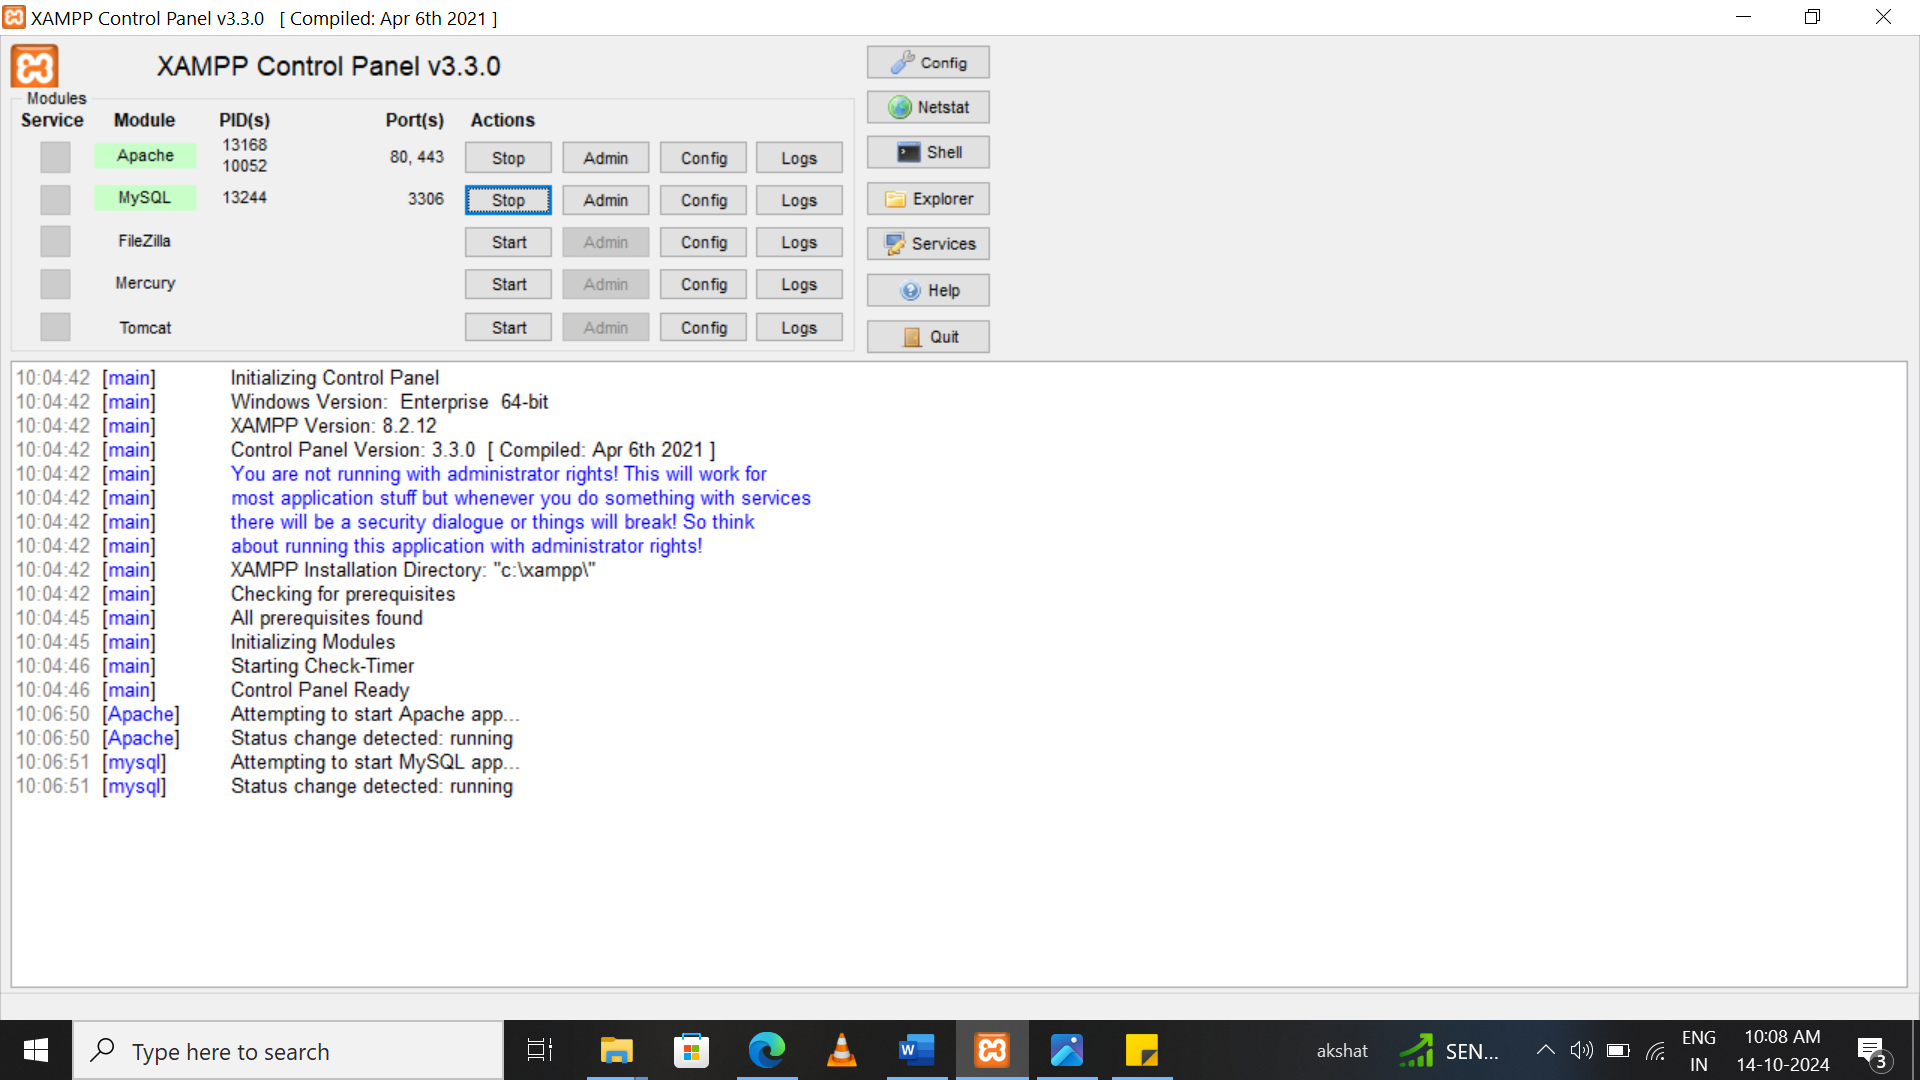 XAMPP Control Panel v3.3.0 [ Compiled: Apr 6th 2021 ]
XAMPP Control Panel v3.3.0
Config
Netstat
Shell
Explorer
Services
Help
Quit
Modules
Service Module PID(s) Port(s) Actions
Apache 13168 10052 80, 443 Stop Admin Config Logs
MySQL 13244 3306 Stop Admin Config Logs
FileZilla Start Admin Config Logs
Mercury Start Admin Config Logs
Tomcat Start Admin Config Logs
10:04:42 [main] Initializing Control Panel
10:04:42 [main] Windows Version: Enterprise 64-bit
10:04:42 [main] XAMPP Version: 8.2.12
10:04:42 [main] Control Panel Version: 3.3.0 [ Compiled: Apr 6th 2021 ]
10:04:42 [main] You are not running with administrator rights! This will work for
10:04:42 [main] most application stuff but whenever you do something with services
10:04:42 [main] there will be a security dialogue or things will break! So think
10:04:42 [main] about running this application with administrator rights!
10:04:42 [main] XAMPP Installation Directory: "c:\xampp\"
10:04:42 [main] Checking for prerequisites
10:04:45 [main] All prerequisites found
10:04:45 [main] Initializing Modules
10:04:46 [main] Starting Check-Timer
10:04:46 [main] Control Panel Ready
10:06:50 [Apache] Attempting to start Apache app...
10:06:50 [Apache] Status change detected: running
10:06:51 [mysql] Attempting to start MySQL app...
10:06:51 [mysql] Status change detected: running
Type here to search
W
akshat
SEN...
ENG
IN
10:08 AM
14-10-2024
3